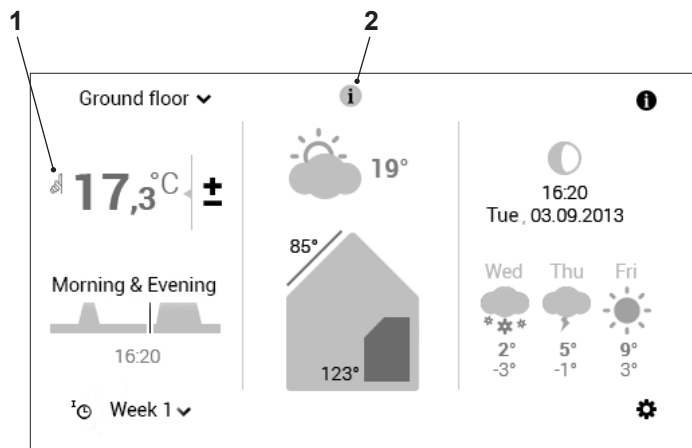 1
2
Ground floor
i
i
17,3°C
±
Morning & Evening
16:20
I
Week 1
19°
85°
123°
16:20
Tue , 03.09.2013
Wed Thu Fri
2° 5° 9°
-3° -1° 3°